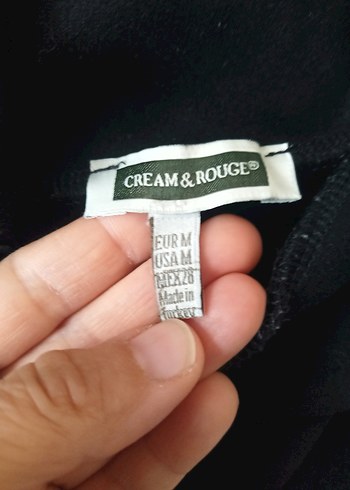 CREAM & ROUGE®
EUR M
USA M
MEX 28
Made in
Turkey